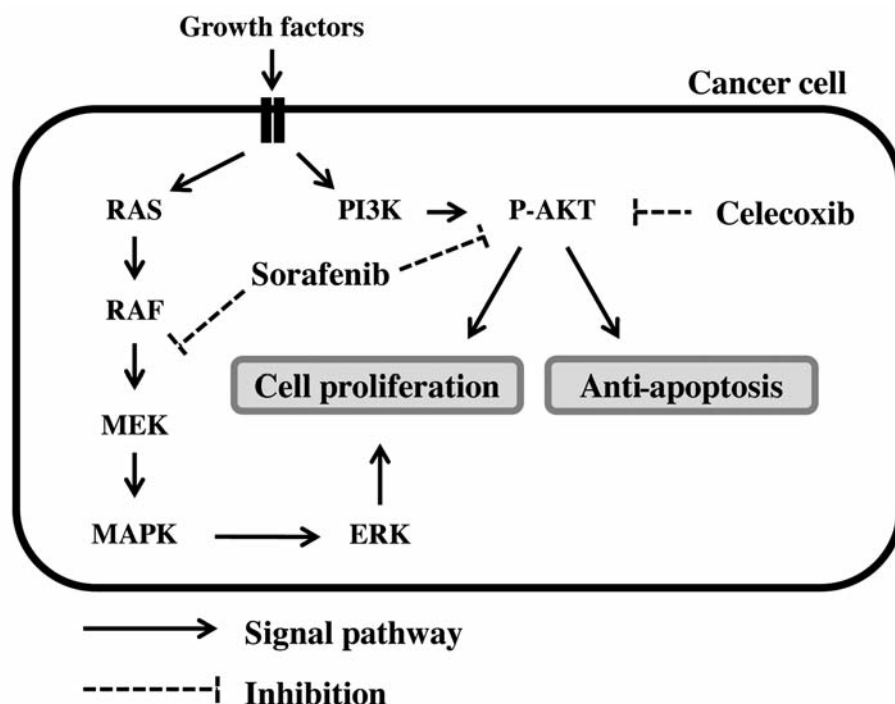 Growth factors
Cancer cell
RAS
PI3K
P-AKT
Celecoxib
Sorafenib
RAF
Cell proliferation
Anti-apoptosis
MEK
MAPK
ERK
Signal pathway
Inhibition